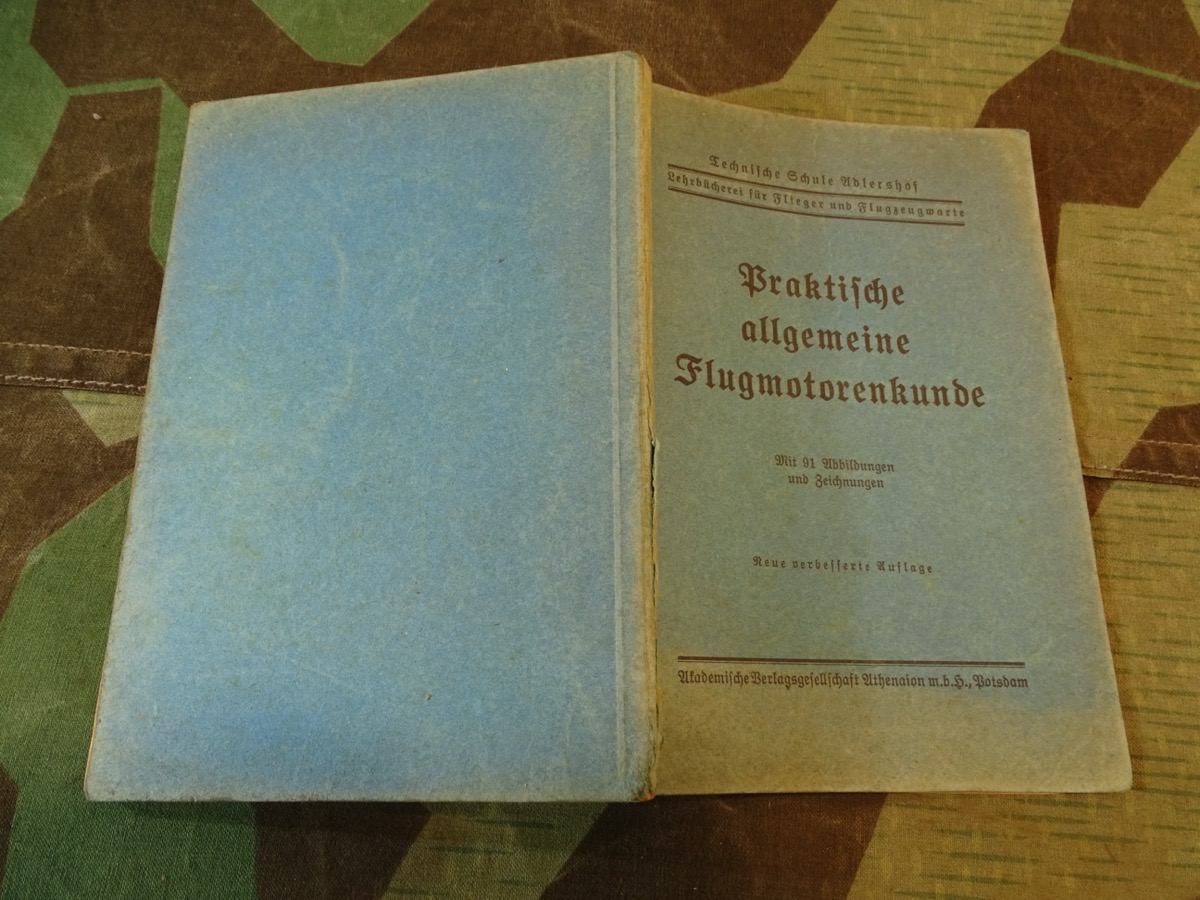 Technische Schule Adlershof
Lehrbücherei für Flieger und Flugzeugwarte
Praktische
allgemeine
Flugmotorenkunde
Mit 91 Abbildungen
und Zeichnungen
Neue verbesserte Auflage
Akademische Verlagsgesellschaft Athenaion m.b.H., Potsdam